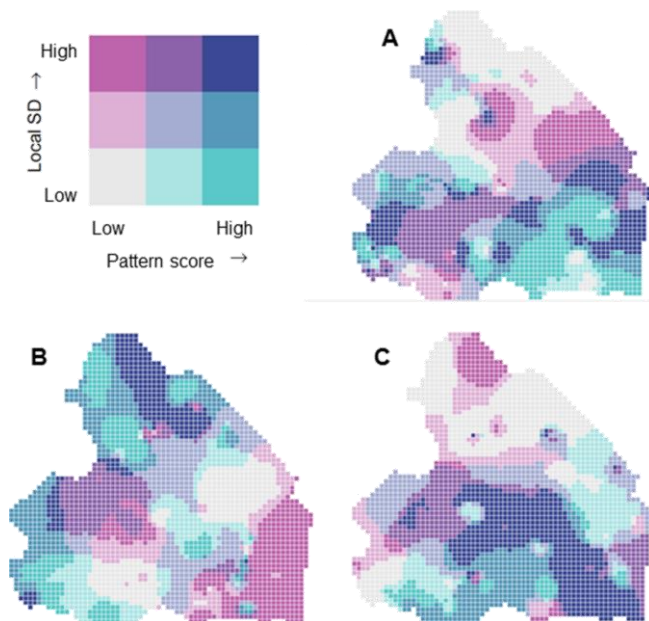 High
Local SD →
Low
Low High
Pattern score →
A
B
C